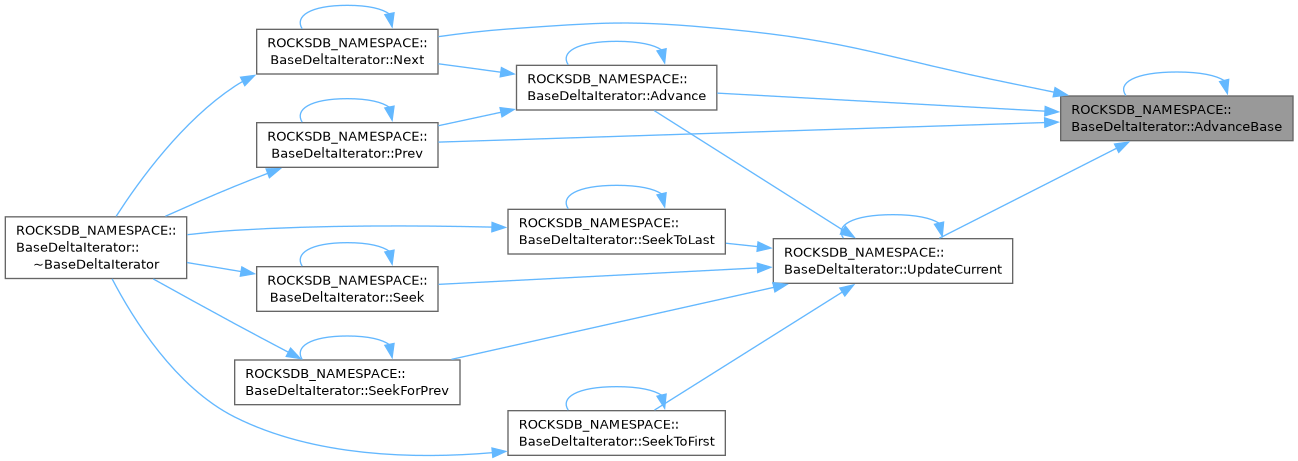 ROCKSDB_NAMESPACE::
BaseDeltaIterator::Next
ROCKSDB_NAMESPACE::
BaseDeltaIterator::Advance
ROCKSDB_NAMESPACE::
BaseDeltaIterator::AdvanceBase
ROCKSDB_NAMESPACE::
BaseDeltaIterator::Prev
ROCKSDB_NAMESPACE::
BaseDeltaIterator::
~BaseDeltaIterator
ROCKSDB_NAMESPACE::
BaseDeltaIterator::SeekToLast
ROCKSDB_NAMESPACE::
BaseDeltaIterator::UpdateCurrent
ROCKSDB_NAMESPACE::
BaseDeltaIterator::Seek
ROCKSDB_NAMESPACE::
BaseDeltaIterator::SeekForPrev
ROCKSDB_NAMESPACE::
BaseDeltaIterator::SeekToFirst